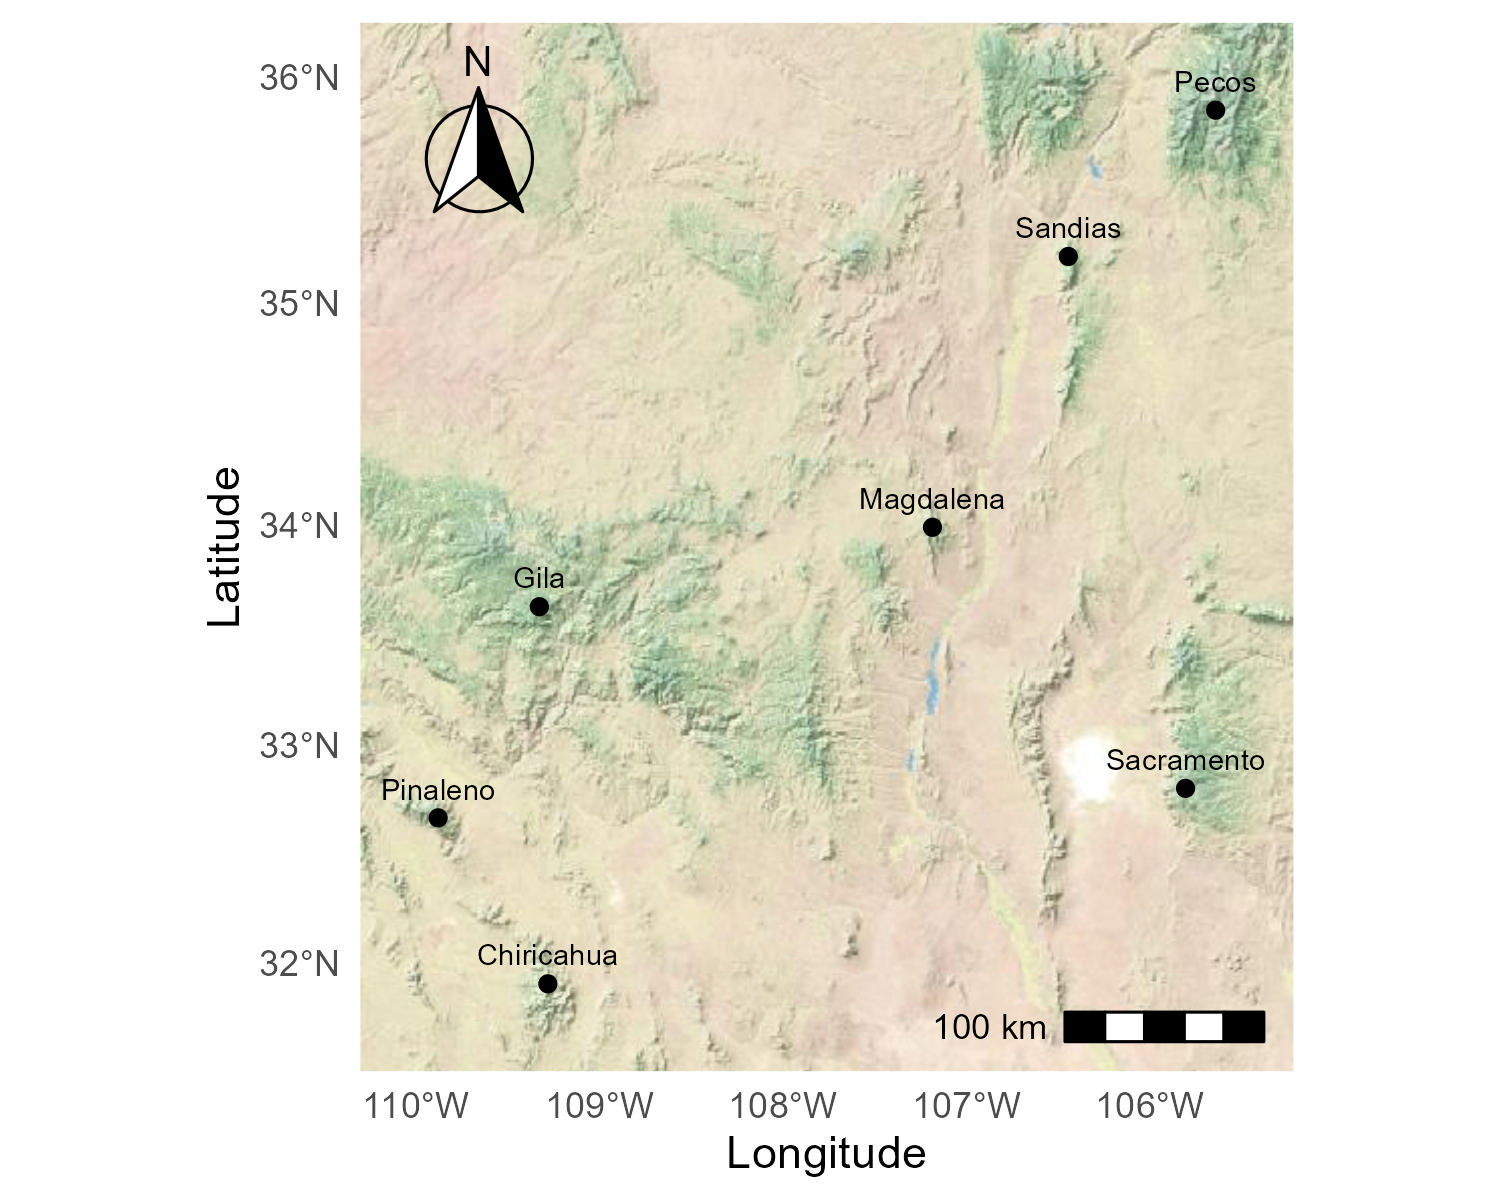 N
36°N
Pecos
Sandias
35°N
Magdalena
34°N
Gila
33°N
Sacramento
Pinaleno
Chiricahua
32°N
100 km
Latitude
110°W 109°W 108°W 107°W 106°W
Longitude